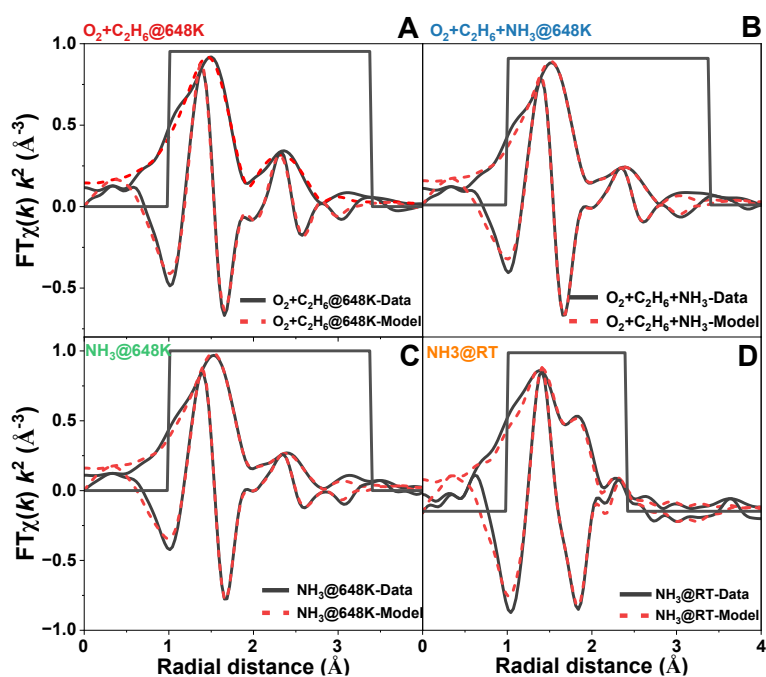 O₂+C₂H₆@648K
A
O₂+C₂H₆+NH₃@648K
B
1.0
0.5
0.0
−0.5
FTχ(k) k² (Å⁻³)
O₂+C₂H₆@648K-Data
O₂+C₂H₆@648K-Model
O₂+C₂H₆+NH₃-Data
O₂+C₂H₆+NH₃-Model
NH₃@648K
C
NH3@RT
D
1.0
0.5
0.0
−0.5
−1.0
FTχ(k) k² (Å⁻³)
NH₃@648K-Data
NH₃@648K-Model
NH₃@RT-Data
NH₃@RT-Model
0 1 2 3 0 1 2 3 4
Radial distance (Å) Radial distance (Å)